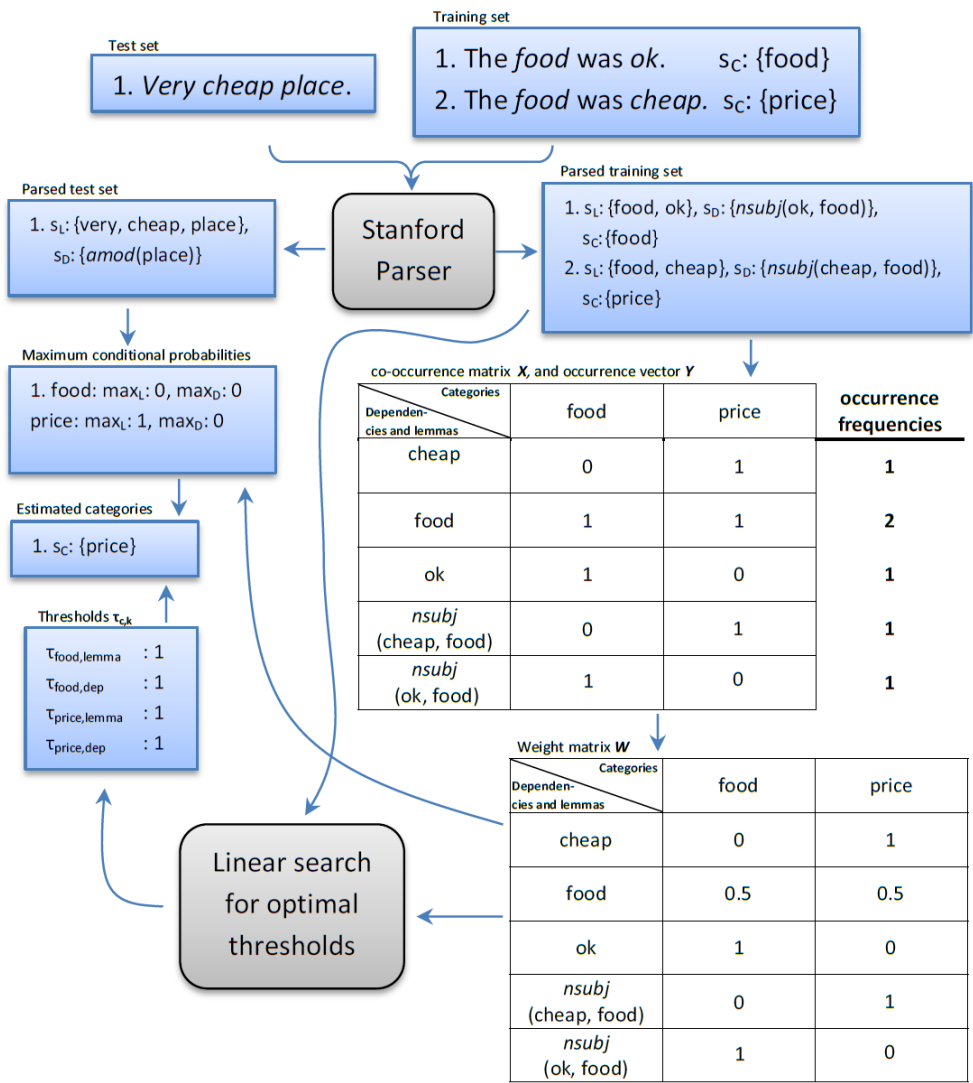 Training set
Test set
1. Very cheap place.
1. The food was ok. sC: {food}
2. The food was cheap. sC: {price}
Parsed test set
1. sL: {very, cheap, place},
sD: {amod(place)}
Stanford
Parser
Parsed training set
1. sL: {food, ok}, sD: {nsubj(ok, food)},
sC:{food}
2. sL: {food, cheap}, sD: {nsubj(cheap, food)},
sC:{price}
Maximum conditional probabilities
1. food: maxL: 0, maxD: 0
price: maxL: 1, maxD: 0
Estimated categories
1. sC: {price}
Thresholds τc,k
τfood,lemma : 1
τfood,dep : 1
τprice,lemma : 1
τprice,dep : 1
co-occurrence matrix X, and occurrence vector Y
Categories
Dependen-
cies and lemmas
food price occurrence
frequencies
cheap 0 1 1
food 1 1 2
ok 1 0 1
nsubj
(cheap, food) 0 1 1
nsubj
(ok, food) 1 0 1
Weight matrix W
Categories
Dependen-
cies and lemmas
food price
cheap 0 1
food 0.5 0.5
ok 1 0
nsubj
(cheap, food) 0 1
nsubj
(ok, food) 1 0
Linear search
for optimal
thresholds